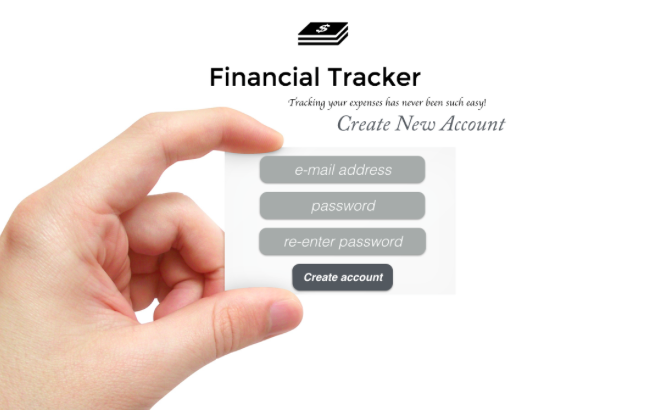 $
Financial Tracker
Tracking your expenses has never been such easy!
Create New Account
e-mail address
password
re-enter password
Create account